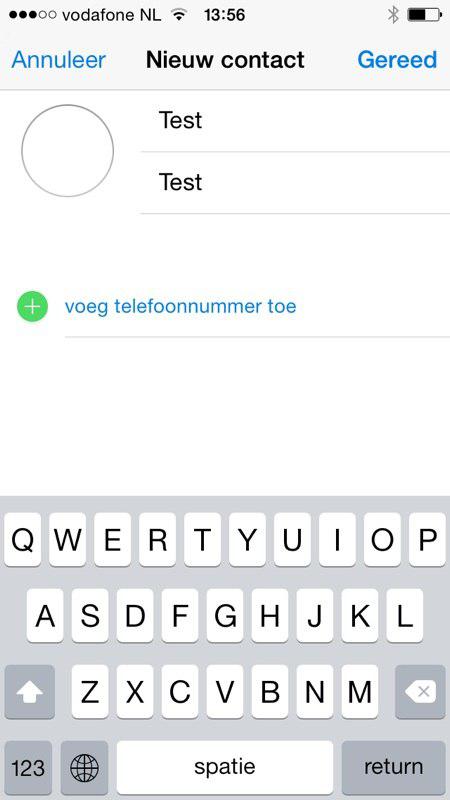 vodafone NL 13:56
Annuleer Nieuw contact Gereed
Test
Test
voeg telefoonnummer toe
Q W E R T Y U I O P
A S D F G H J K L
Z X C V B N M
123 spatie return